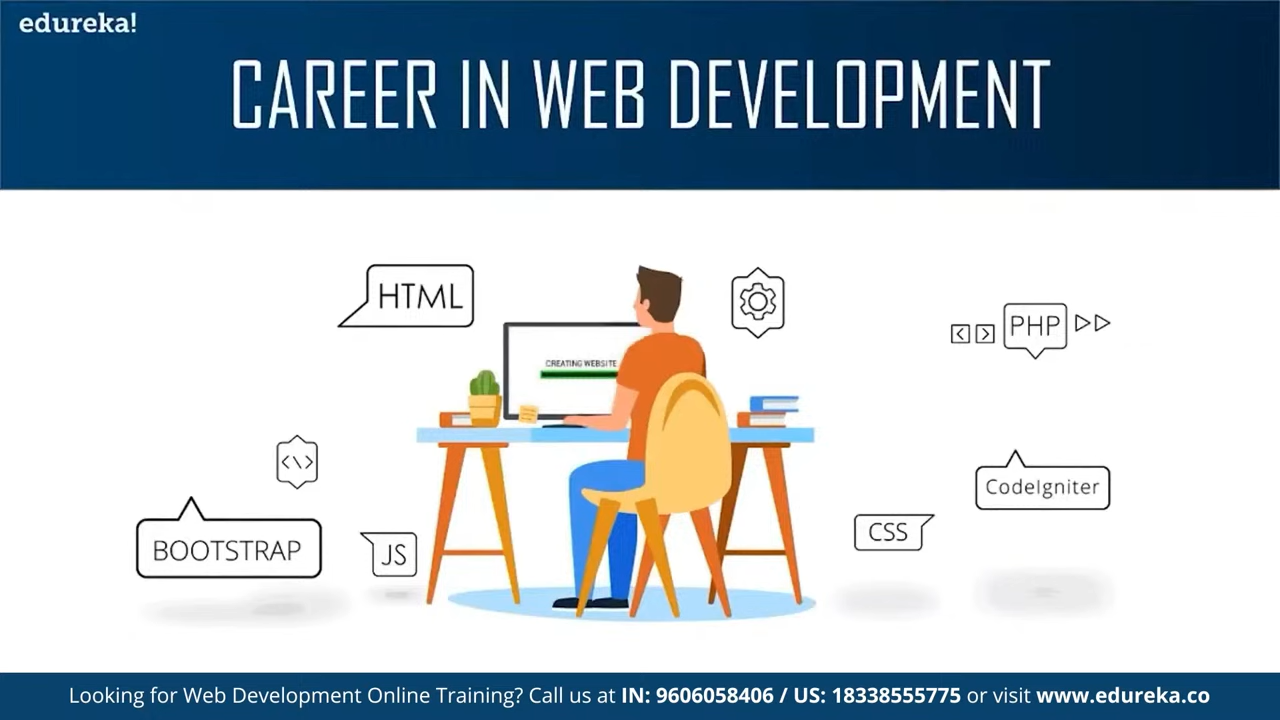 edureka!
CAREER IN WEB DEVELOPMENT
HTML
PHP
CREATING WEBSITE
<\>
CodeIgniter
BOOTSTRAP
JS
CSS
Looking for Web Development Online Training? Call us at IN: 9606058406 / US: 18338555775 or visit www.edureka.co